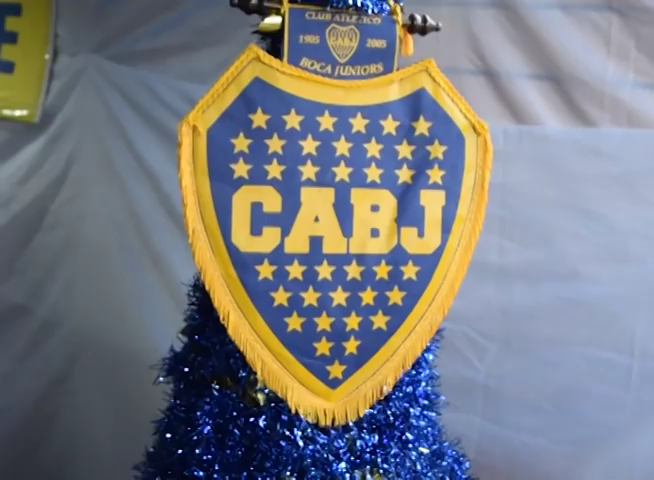 CLUB ATLETICO
1905 2005
BOCA JUNIORS
CABJ
E